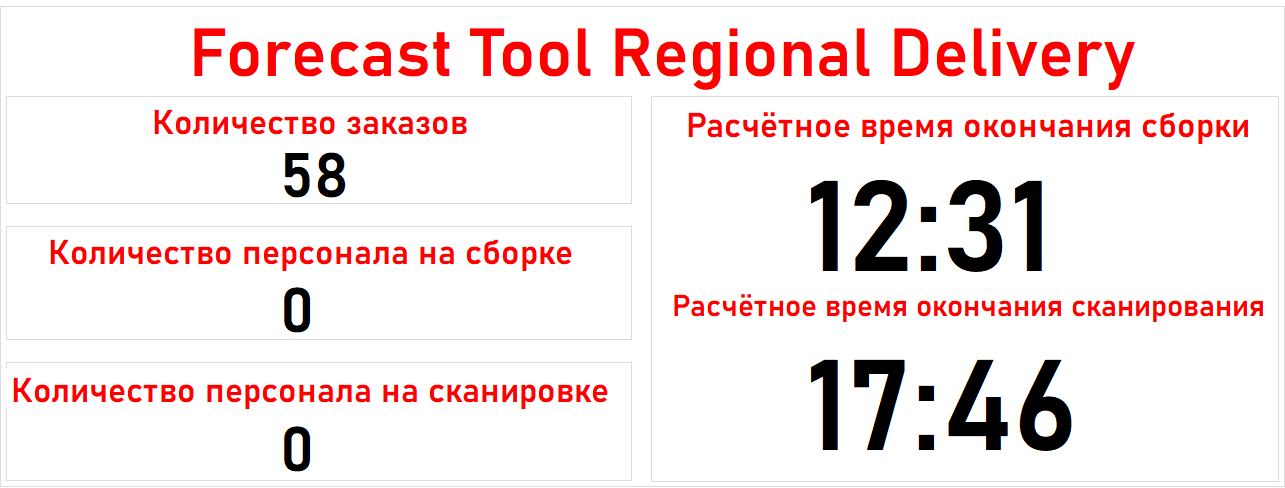 Forecast Tool Regional Delivery
Количество заказов
58
Количество персонала на сборке
0
Количество персонала на сканировке
0
Расчётное время окончания сборки
12:31
Расчётное время окончания сканирования
17:46